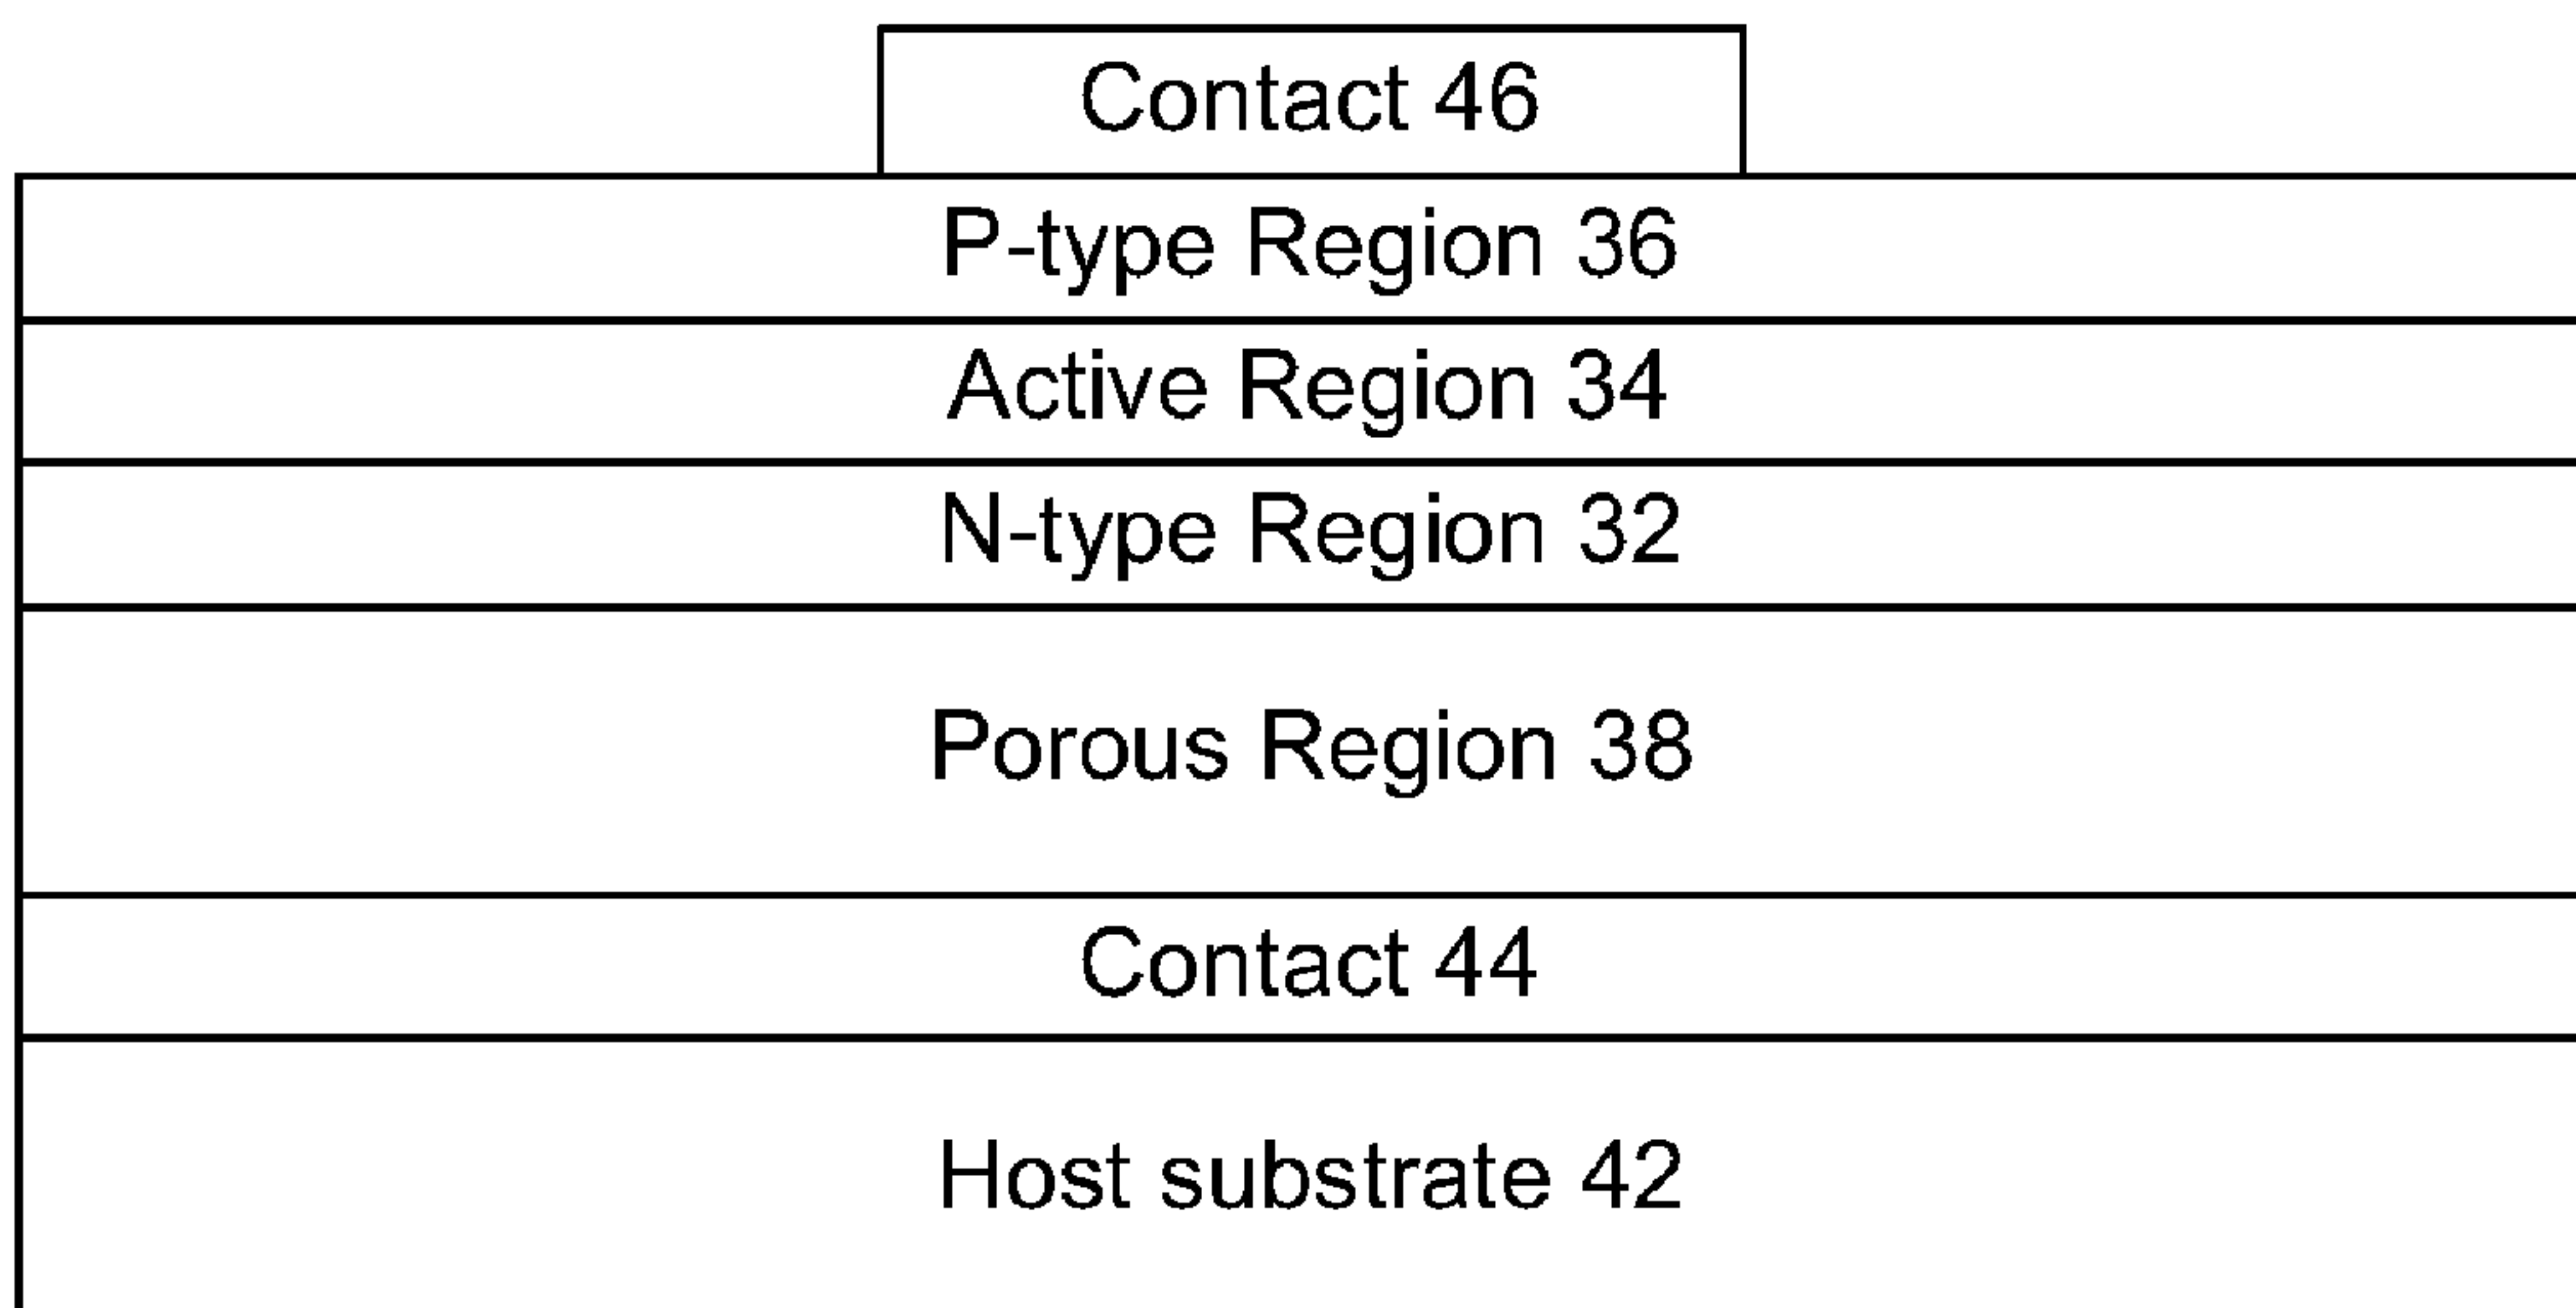 Contact 46
P-type Region 36
Active Region 34
N-type Region 32
Porous Region 38
Contact 44
Host substrate 42